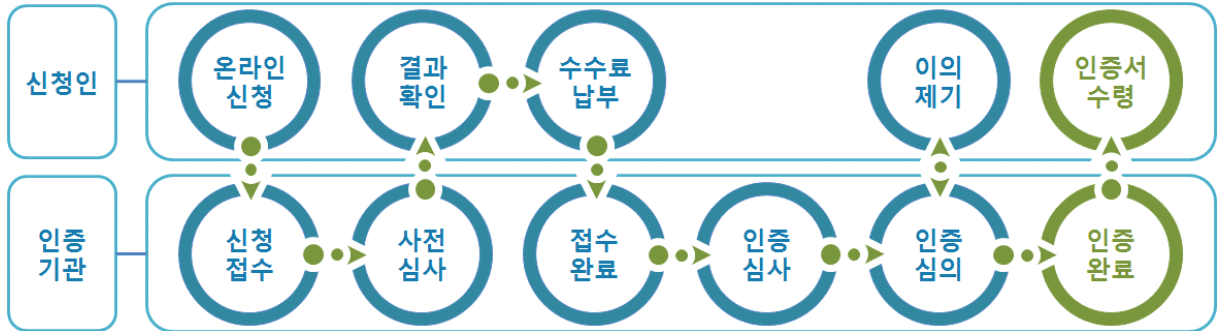 신청인
온라인
신청
결과
확인
수수료
납부
이의
제기
인증서
수령
인증
기관
신청
접수
사전
심사
접수
완료
인증
심사
인증
심의
인증
완료